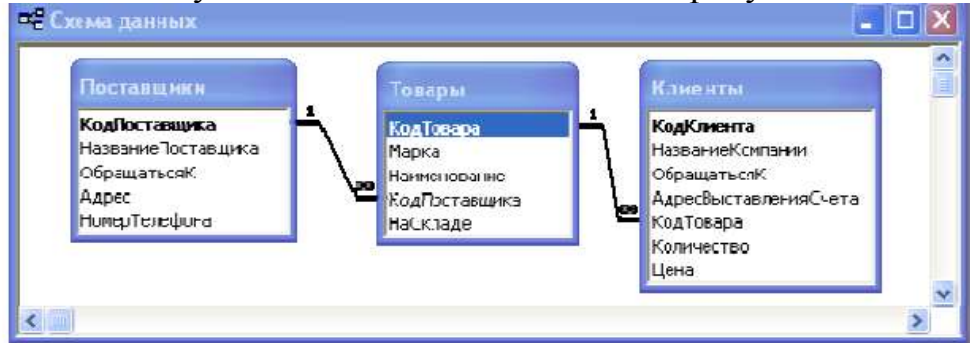 Схема данных
Поставщики
КодПоставщика
НазваниеПоставщика
ОбращатьсяК
Адрес
НомерТелефона
1
∞
Товары
КодТовара
Марка
Наименование
КодПоставщика
НаСкладе
1
∞
Клиенты
КодКлиента
НазваниеКомпании
ОбращатьсяК
АдресВыставленияСчета
КодТовара
Количество
Цена